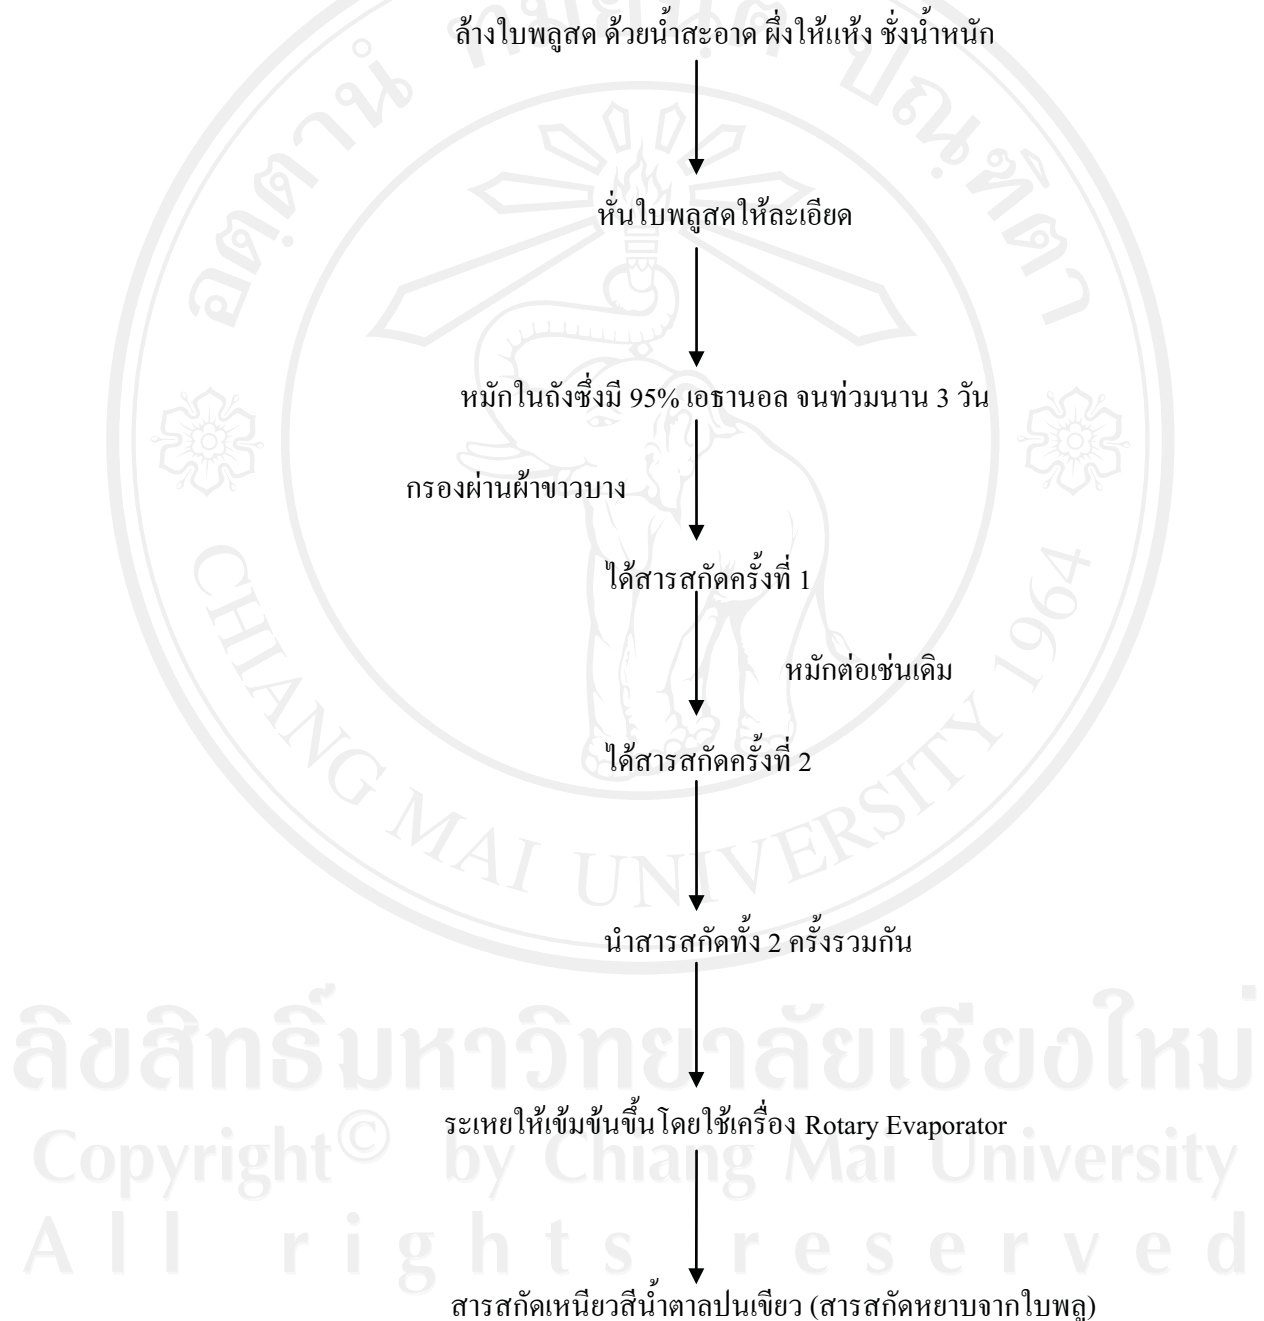 ล้างใบพลูสด ด้วยน้ำสะอาด ผึ่งให้แห้ง ชั่งน้ำหนัก
หั่นใบพลูสดให้ละเอียด
หมักในถังซึ่งมี 95% เอธานอล จนท่วมนาน 3 วัน
กรองผ่านผ้าขาวบาง
ได้สารสกัดครั้งที่ 1
หมักต่อเช่นเดิม
ได้สารสกัดครั้งที่ 2
นำสารสกัดทั้ง 2 ครั้งรวมกัน
ระเหยให้เข้มข้นขึ้นโดยใช้เครื่อง Rotary Evaporator
สารสกัดเหนียวสีน้ำตาลปนเขียว (สารสกัดหยาบจากใบพลู)
CHIANG MAI UNIVERSITY 1964
ลิขสิทธิ์มหาวิทยาลัยเชียงใหม่
Copyright© by Chiang Mai University
All rights reserved